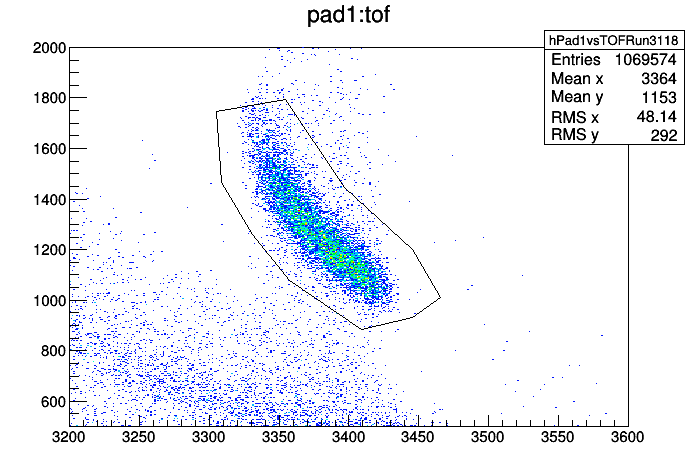 pad1:tof
hPad1vsTOFRun3118
Entries 1069574
Mean x 3364
Mean y 1153
RMS x 48.14
RMS y 292
2000
1800
1600
1400
1200
1000
800
600
3200 3250 3300 3350 3400 3450 3500 3550 3600